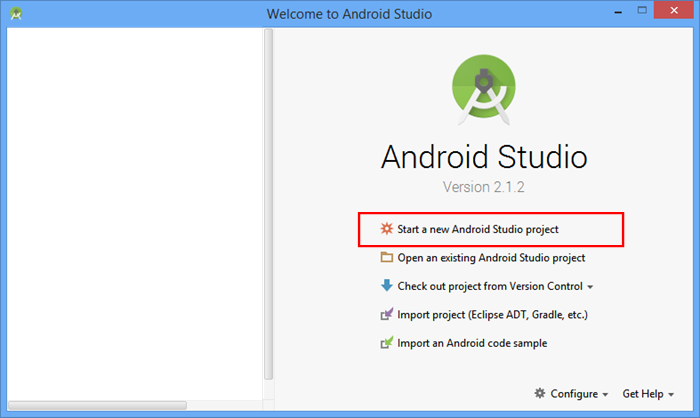 Welcome to Android Studio
Android Studio
Version 2.1.2
Start a new Android Studio project
Open an existing Android Studio project
Check out project from Version Control
Import project (Eclipse ADT, Gradle, etc.)
Import an Android code sample
Configure Get Help